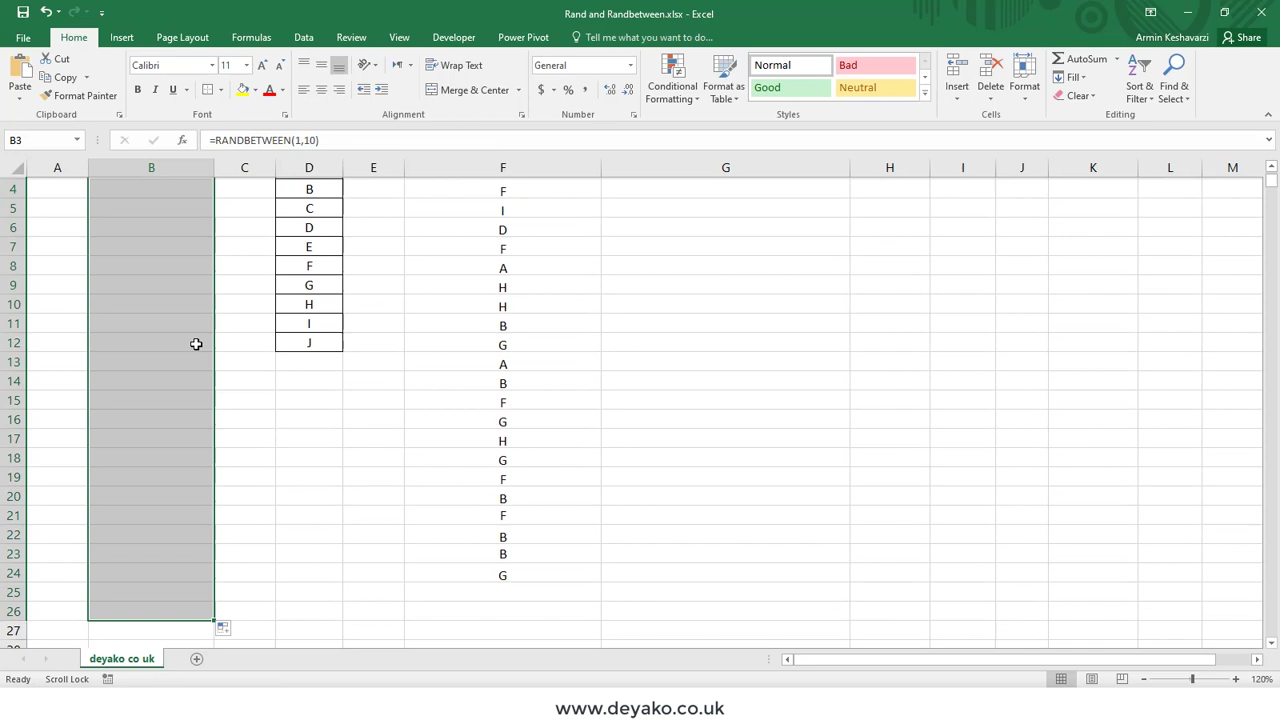 Rand and Randbetween.xlsx - Excel
File Home Insert Page Layout Formulas Data Review View Developer Power Pivot Tell me what you want to do... Armin Keshavarzi Share
Paste Cut Copy Format Painter
Clipboard
Calibri 11
B I U A
Font
Wrap Text
Merge & Center
Alignment
General
$ % ,
Number
Conditional Formatting
Format as Table
Normal Bad
Good Neutral
Styles
Insert Delete Format
Cells
AutoSum
Fill
Clear
Sort & Filter
Find & Select
Editing
B3 fx =RANDBETWEEN(1,10)
A B C D E F G H I J K L M
4 B F
5 C I
6 D D
7 E F
8 F A
9 G H
10 H H
11 I B
12 J G
13 A
14 B
15 F
16 G
17 H
18 G
19 F
20 B
21 F
22 B
23 B
24 G
25
26
27
deyako co uk
Ready Scroll Lock 120%
www.deyako.co.uk